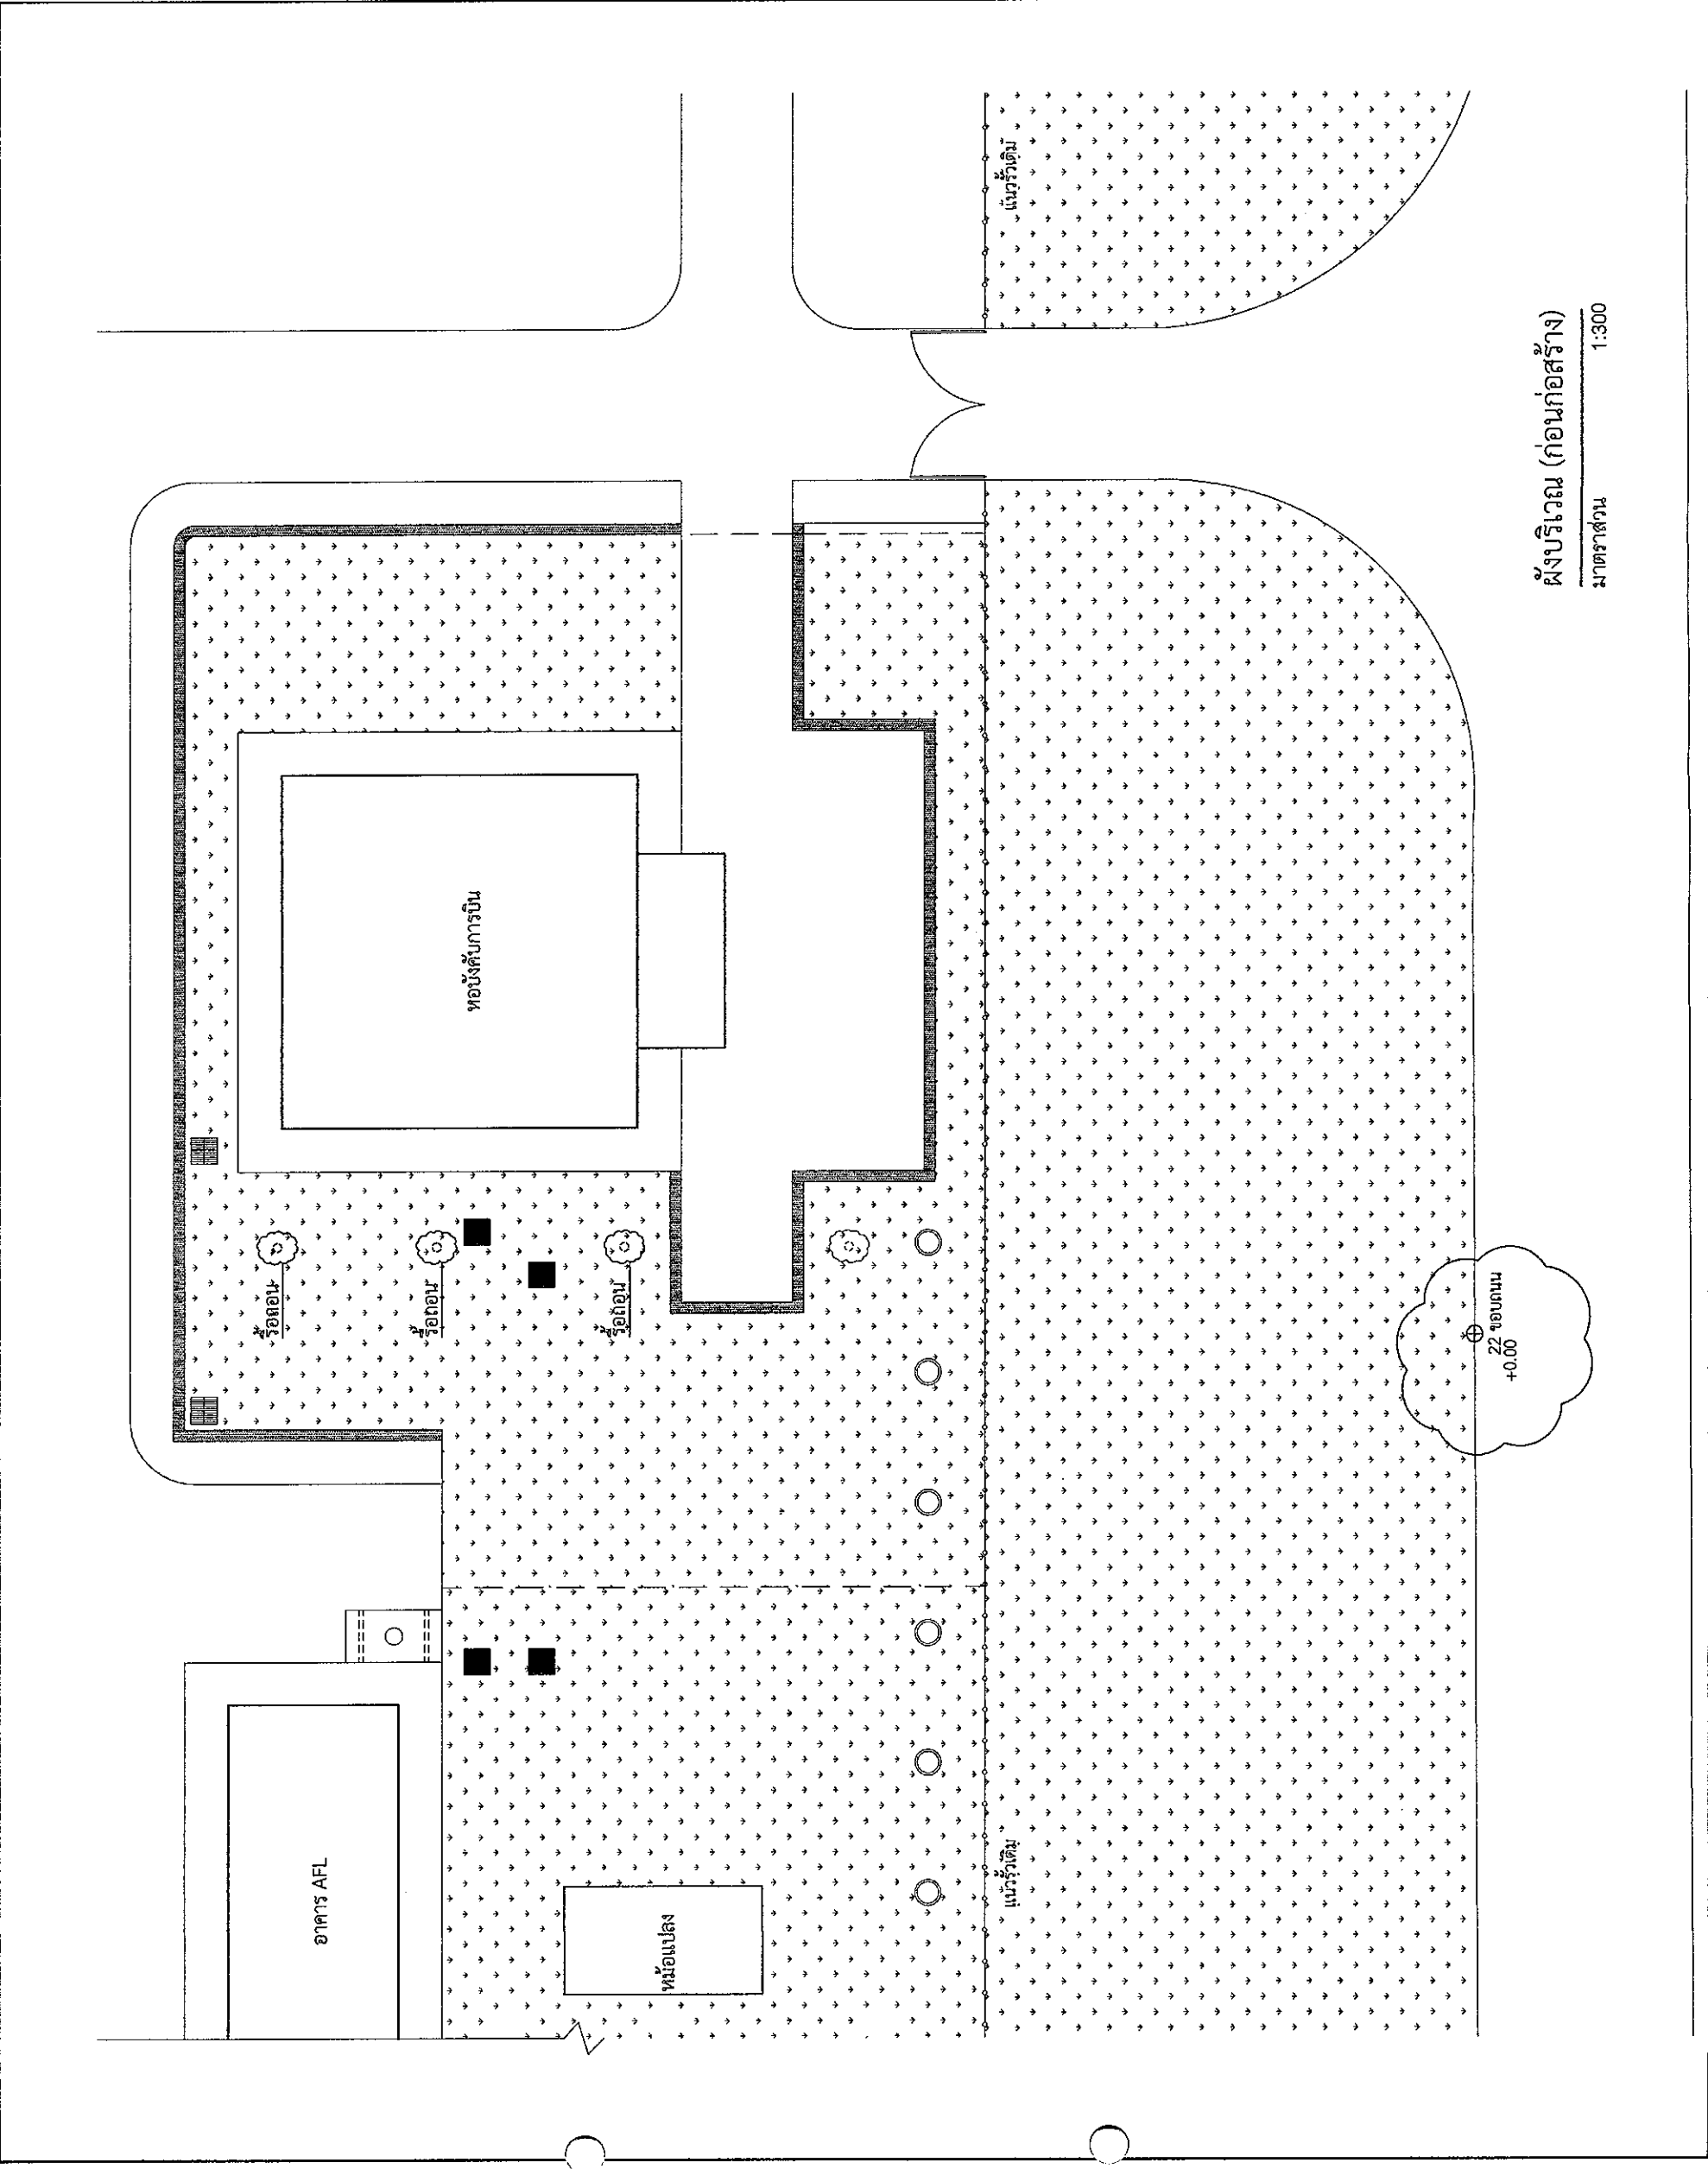 แนวรั้วเดิม
หอบังคับการบิน
รื้อถอน
รื้อถอน
รื้อถอน
22 ขอบถนน
+0.00
อาคาร AFL
หม้อแปลง
แนวรั้วเดิม
ผังบริเวณ (ก่อนก่อสร้าง)
มาตราส่วน 1:300